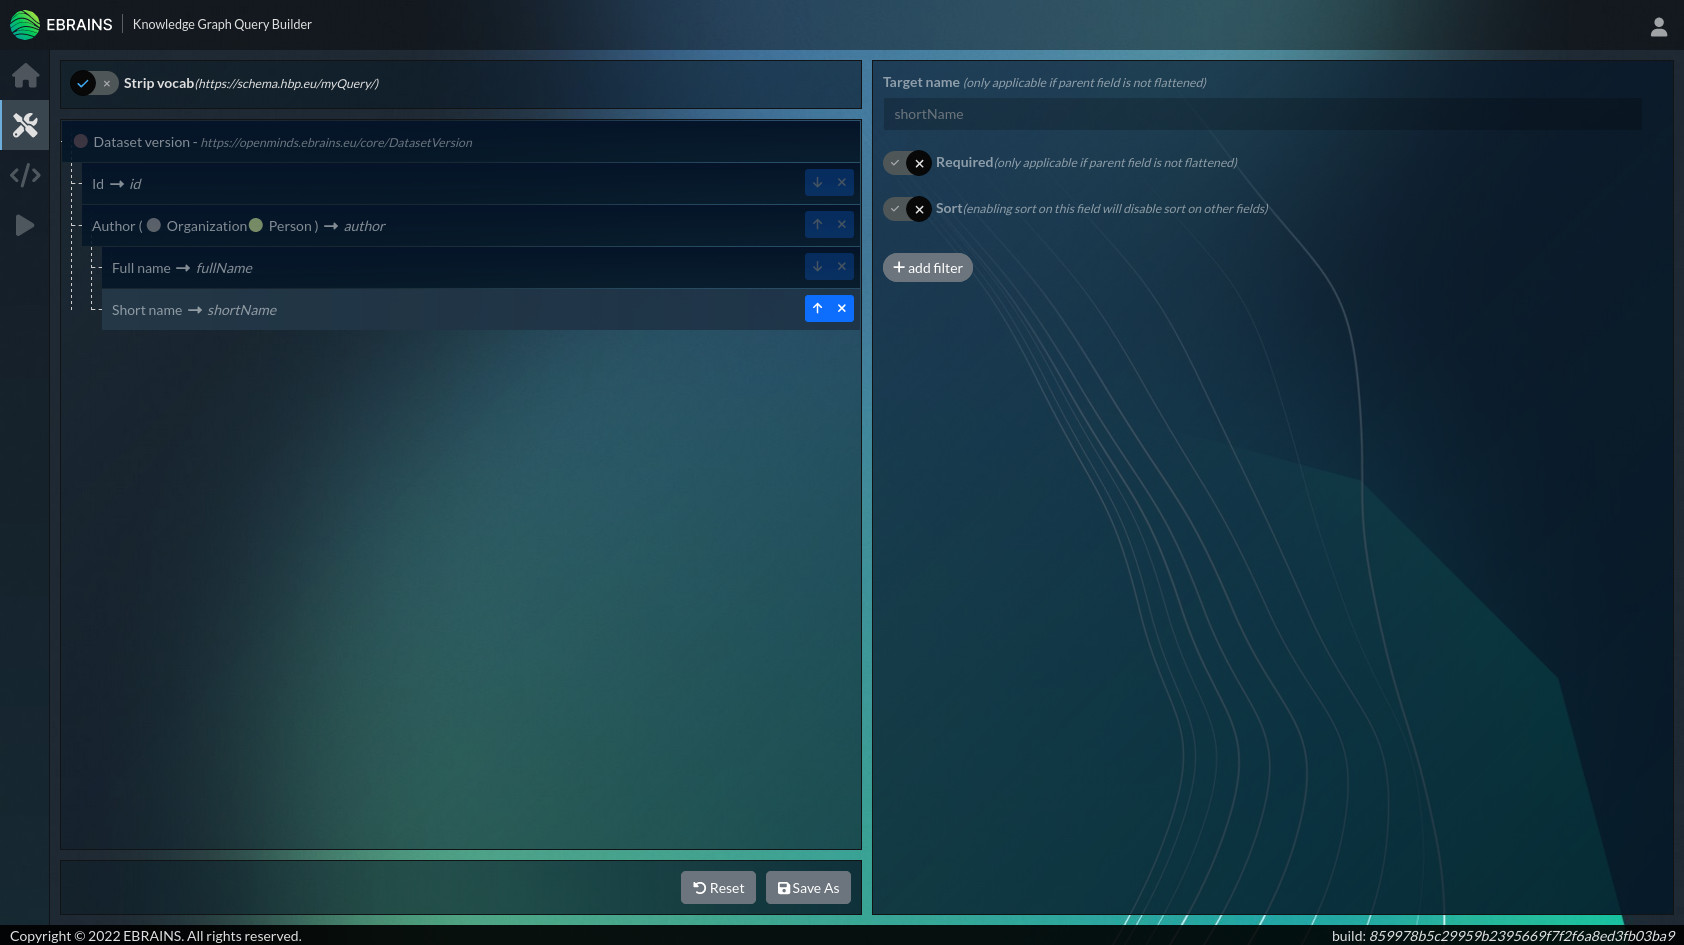 EBRAINS Knowledge Graph Query Builder
Strip vocab(https://schema.hbp.eu/myQuery/)
Dataset version - https://openminds.ebrains.eu/core/DatasetVersion
Id → id
Author ( Organization Person ) → author
Full name → fullName
Short name → shortName
Reset Save As
Target name (only applicable if parent field is not flattened)
shortName
Required(only applicable if parent field is not flattened)
Sort(enabling sort on this field will disable sort on other fields)
+ add filter
Copyright © 2022 EBRAINS. All rights reserved.
build: 859978b5c29959b2395669f7f2f6a8ed3fb03ba9